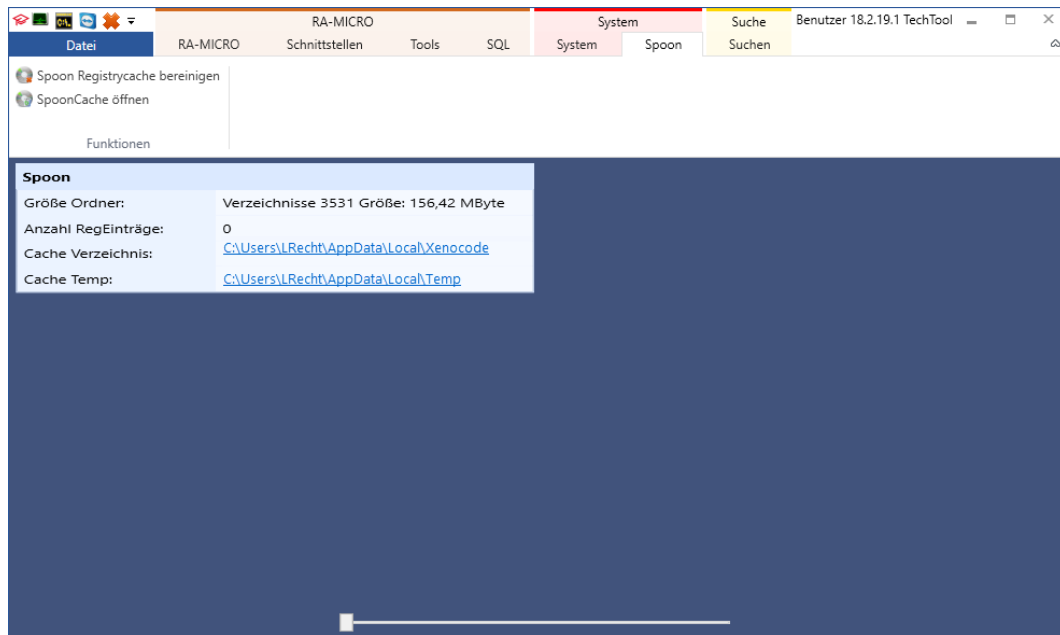 RA-MICRO System Suche Benutzer 18.2.19.1 TechTool
Datei RA-MICRO Schnittstellen Tools SQL System Spoon Suchen
Spoon Registrycache bereinigen
SpoonCache öffnen
Funktionen
Spoon
Größe Ordner: Verzeichnisse 3531 Größe: 156,42 MByte
Anzahl RegEinträge: 0
Cache Verzeichnis: C:\Users\LRecht\AppData\Local\Xenocode
Cache Temp: C:\Users\LRecht\AppData\Local\Temp